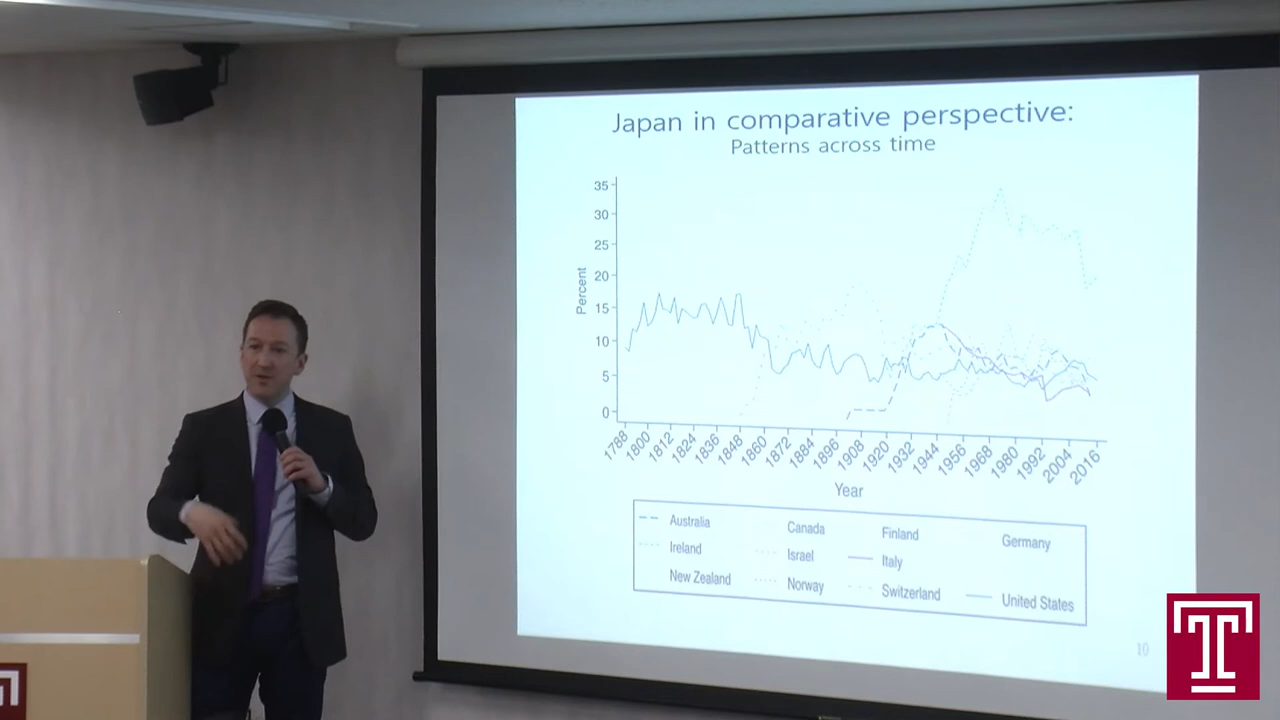 Japan in comparative perspective:
Patterns across time
35
30
25
20
15
10
5
0
Percent
1788 1800 1812 1824 1836 1848 1860 1872 1884 1896 1908 1920 1932 1944 1956 1968 1980 1992 2004 2016
Year
Australia Canada Finland Germany
Ireland Israel Italy
New Zealand Norway Switzerland United States
10
T